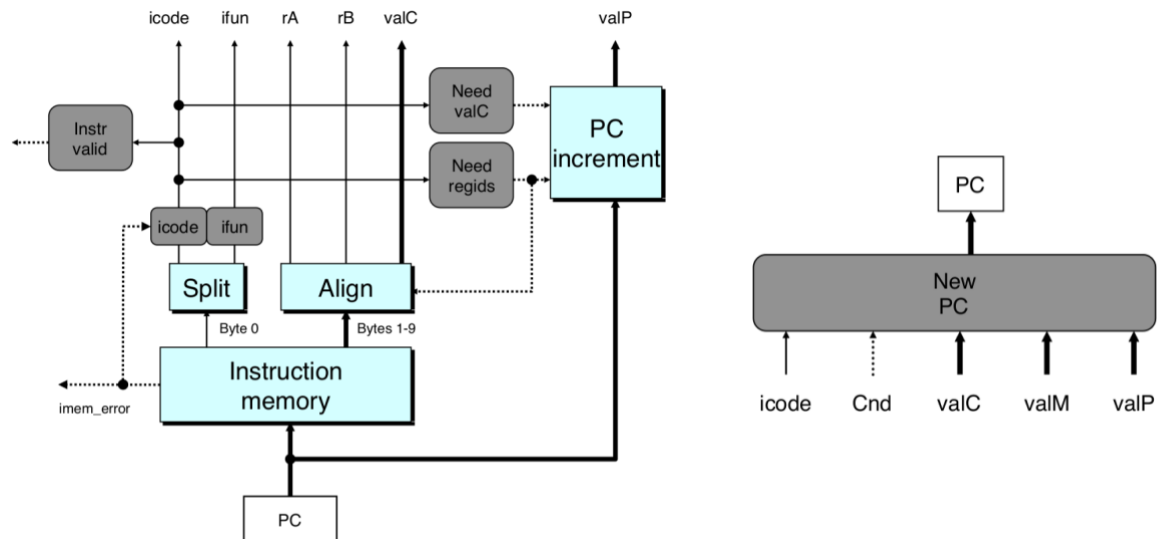 icode ifun rA rB valC valP
Need
valC
Instr
valid
PC
increment
Need
regids
icode ifun
Split Align
Byte 0 Bytes 1-9
Instruction
memory
imem_error
PC
PC
New
PC
icode Cnd valC valM valP